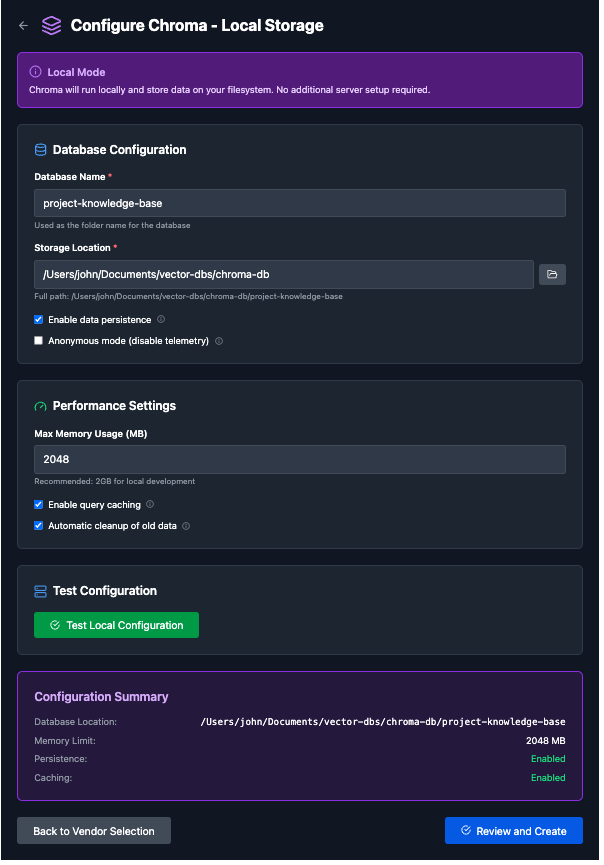 Configure Chroma - Local Storage
Local Mode
Chroma will run locally and store data on your filesystem. No additional server setup required.
Database Configuration
Database Name *
project-knowledge-base
Used as the folder name for the database
Storage Location *
/Users/john/Documents/vector-dbs/chroma-db
Full path: /Users/john/Documents/vector-dbs/chroma-db/project-knowledge-base
Enable data persistence
Anonymous mode (disable telemetry)
Performance Settings
Max Memory Usage (MB)
2048
Recommended: 2GB for local development
Enable query caching
Automatic cleanup of old data
Test Configuration
Test Local Configuration
Configuration Summary
Database Location: /Users/john/Documents/vector-dbs/chroma-db/project-knowledge-base
Memory Limit: 2048 MB
Persistence: Enabled
Caching: Enabled
Back to Vendor Selection
Review and Create